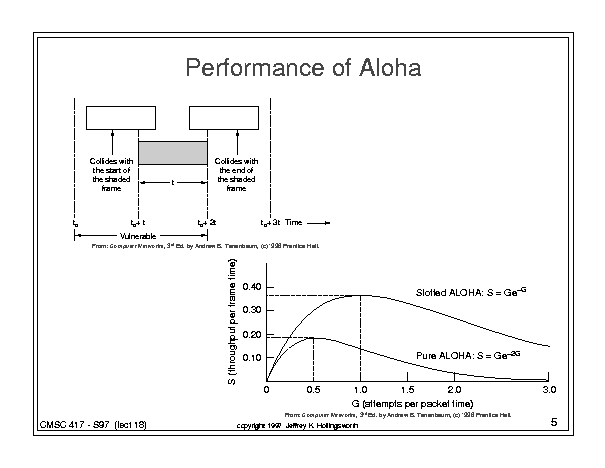 Performance of Aloha
Collides with
the start of
the shaded
frame
Collides with
the end of
the shaded
frame
t
t₀
t₀+ t
t₀+ 2t
t₀+ 3t Time
Vulnerable
From: Computer Networks, 3rd Ed. by Andrew S. Tanenbaum, (c)1996 Prentice Hall.
S (throughput per frame time)
0.40
0.30
0.20
0.10
Slotted ALOHA: S = Ge⁻ᴳ
Pure ALOHA: S = Ge⁻²ᴳ
0 0.5 1.0 1.5 2.0 3.0
G (attempts per packet time)
From: Computer Networks, 3rd Ed. by Andrew S. Tanenbaum, (c)1996 Prentice Hall.
CMSC 417 - S97 (lect 18)
copyright 1997 Jeffrey K. Hollingsworth
5